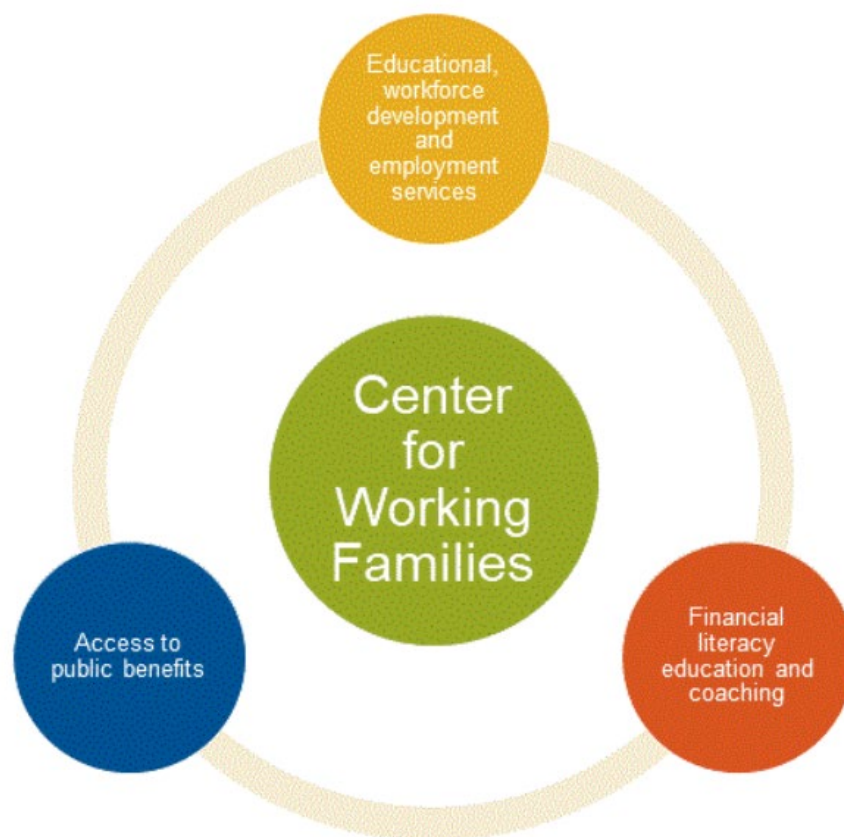 Educational,
workforce
development
and
employment
services
Center
for
Working
Families
Access to
public benefits
Financial
literacy
education and
coaching